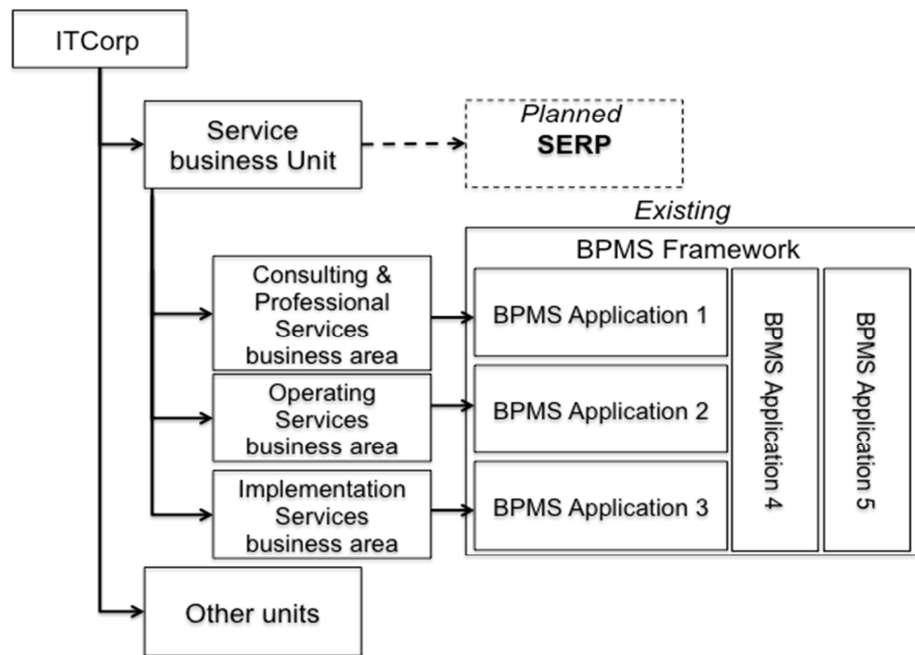 ITCorp
Service
business Unit
Planned
SERP
Existing
BPMS Framework
Consulting &
Professional
Services
business area
BPMS Application 1
Operating
Services
business area
BPMS Application 2
Implementation
Services
business area
BPMS Application 3
BPMS Application 4
BPMS Application 5
Other units